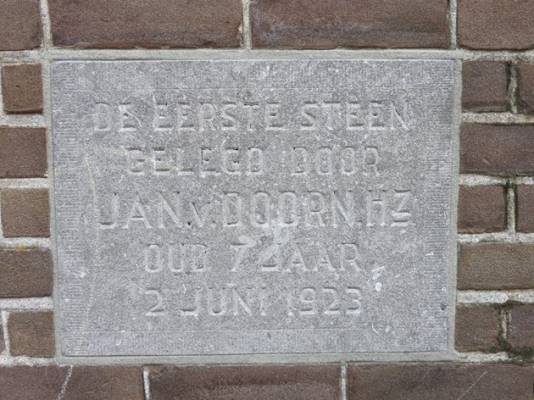 DE EERSTE STEEN
GELEGD DOOR
JAN.V.DOORN.HZ
OUD 7 JAAR
2 JUNI 1923